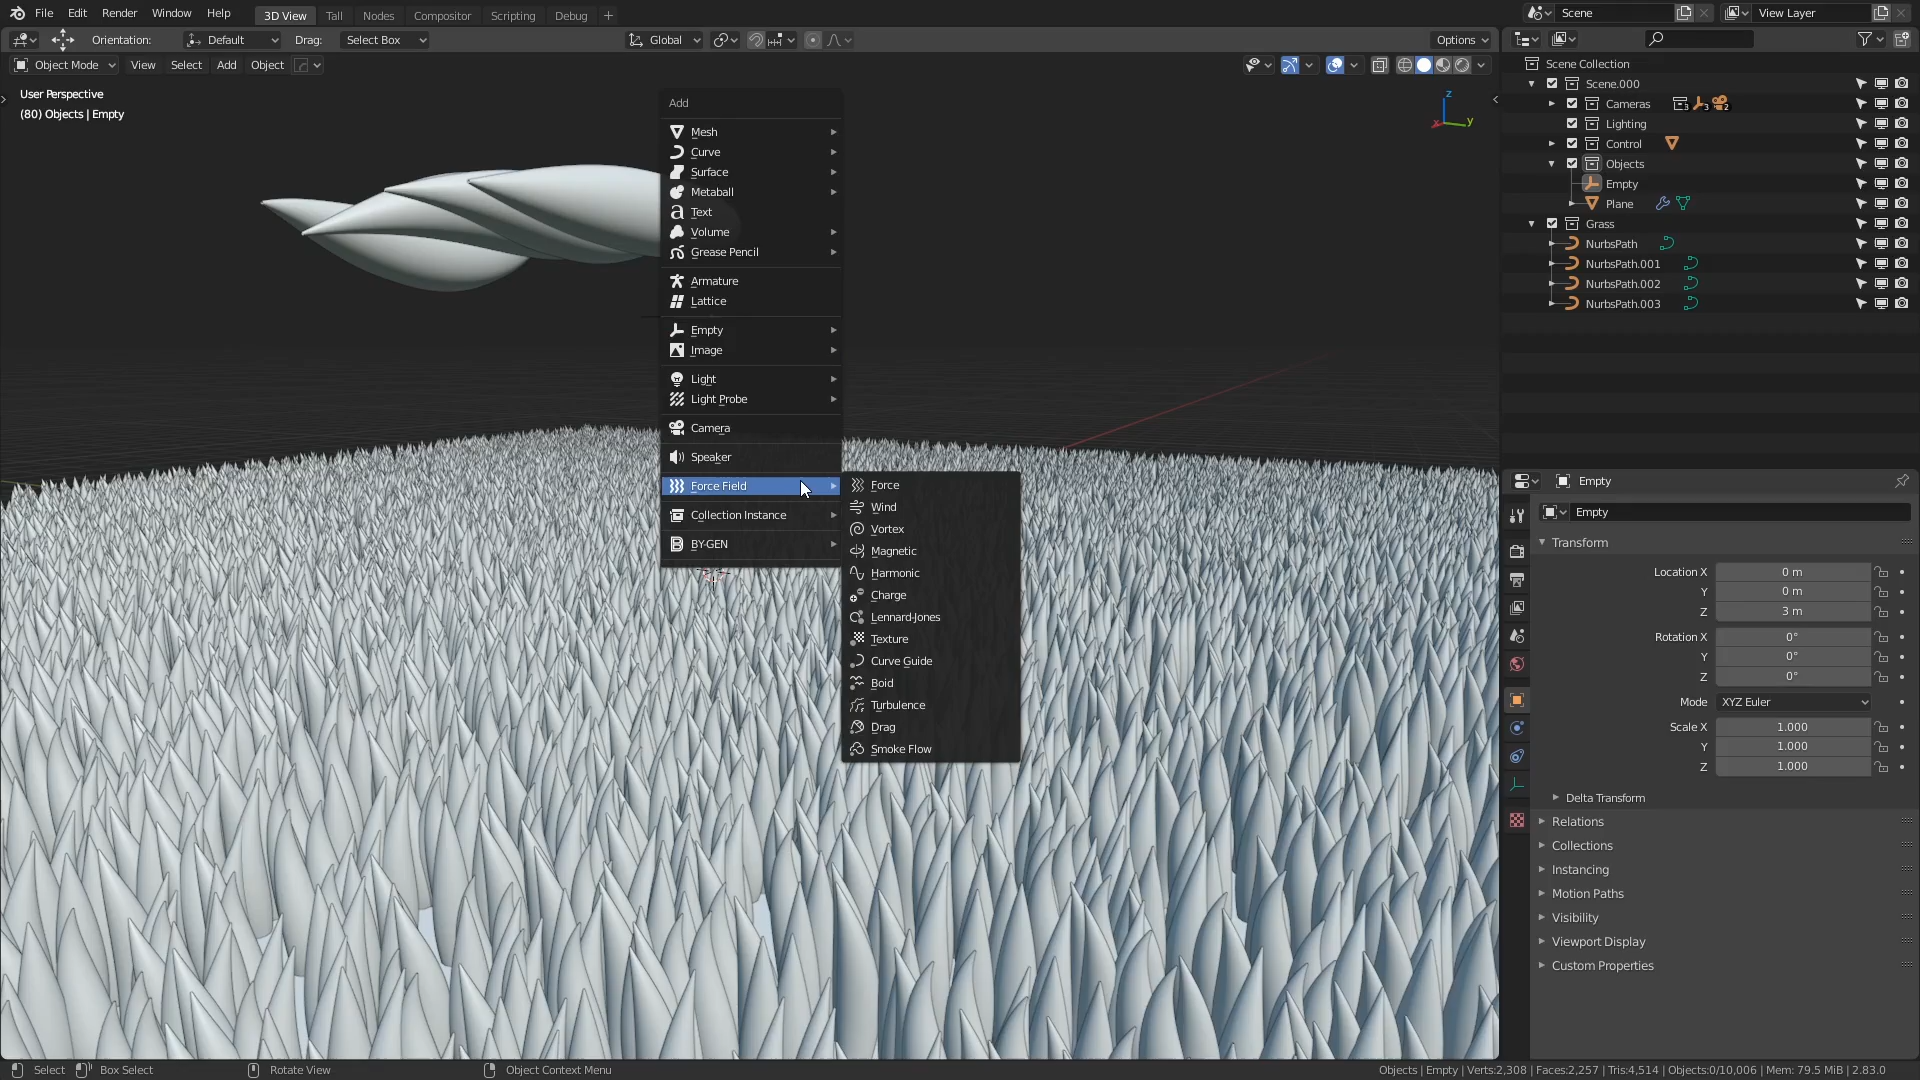 File Edit Render Window Help
3D View Tall Nodes Compositor Scripting Debug +
Scene
View Layer
Orientation: Default Drag: Select Box
Global
Options
Object Mode View Select Add Object
User Perspective
(80) Objects | Empty
Z
X
Y
Add
Mesh
Curve
Surface
Metaball
Text
Volume
Grease Pencil
Armature
Lattice
Empty
Image
Light
Light Probe
Camera
Speaker
Force Field
Collection Instance
BY-GEN
Force
Wind
Vortex
Magnetic
Harmonic
Charge
Lennard-Jones
Texture
Curve Guide
Boid
Turbulence
Drag
Smoke Flow
Scene Collection
Scene.000
Cameras 3 3 2
Lighting
Control
Objects
Empty
Plane
Grass
NurbsPath
NurbsPath.001
NurbsPath.002
NurbsPath.003
Empty
Empty
Transform
Location X 0 m
Y 0 m
Z 3 m
Rotation X 0°
Y 0°
Z 0°
Mode XYZ Euler
Scale X 1.000
Y 1.000
Z 1.000
Delta Transform
Relations
Collections
Instancing
Motion Paths
Visibility
Viewport Display
Custom Properties
Select Box Select Rotate View Object Context Menu
Objects | Empty | Verts:2,308 | Faces:2,257 | Tris:4,514 | Objects:0/10,006 | Mem: 79.5 MiB | 2.83.0